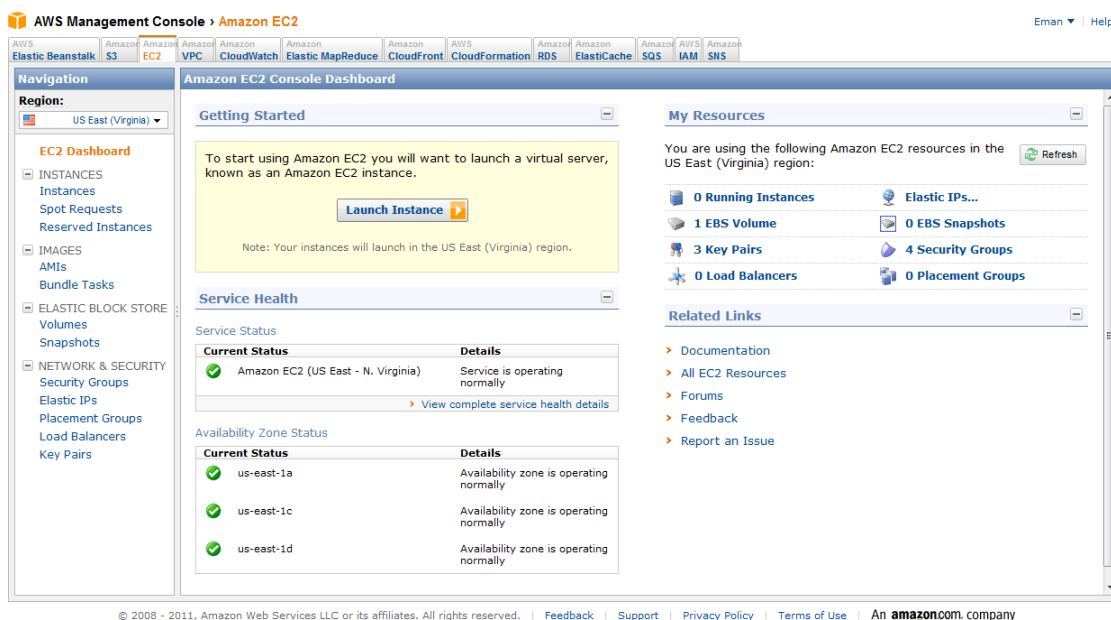 AWS Management Console › Amazon EC2
Eman ▼ | Help
AWS Elastic Beanstalk
Amazon S3
Amazon EC2
Amazon VPC
Amazon CloudWatch
Amazon Elastic MapReduce
Amazon CloudFront
AWS CloudFormation
Amazon RDS
Amazon ElastiCache
Amazon SQS
AWS IAM
Amazon SNS
Navigation
Region:
US East (Virginia)
EC2 Dashboard
INSTANCES
Instances
Spot Requests
Reserved Instances
IMAGES
AMIs
Bundle Tasks
ELASTIC BLOCK STORE
Volumes
Snapshots
NETWORK & SECURITY
Security Groups
Elastic IPs
Placement Groups
Load Balancers
Key Pairs
Amazon EC2 Console Dashboard
Getting Started
To start using Amazon EC2 you will want to launch a virtual server,
known as an Amazon EC2 instance.
Launch Instance
Note: Your instances will launch in the US East (Virginia) region.
Service Health
Service Status
Current Status Details
Amazon EC2 (US East - N. Virginia) Service is operating
normally
› View complete service health details
Availability Zone Status
Current Status Details
us-east-1a Availability zone is operating
normally
us-east-1c Availability zone is operating
normally
us-east-1d Availability zone is operating
normally
My Resources
You are using the following Amazon EC2 resources in the
US East (Virginia) region:
Refresh
0 Running Instances
Elastic IPs...
1 EBS Volume
0 EBS Snapshots
3 Key Pairs
4 Security Groups
0 Load Balancers
0 Placement Groups
Related Links
› Documentation
› All EC2 Resources
› Forums
› Feedback
› Report an Issue
© 2008 - 2011, Amazon Web Services LLC or its affiliates. All rights reserved. | Feedback | Support | Privacy Policy | Terms of Use | An amazon.com. company